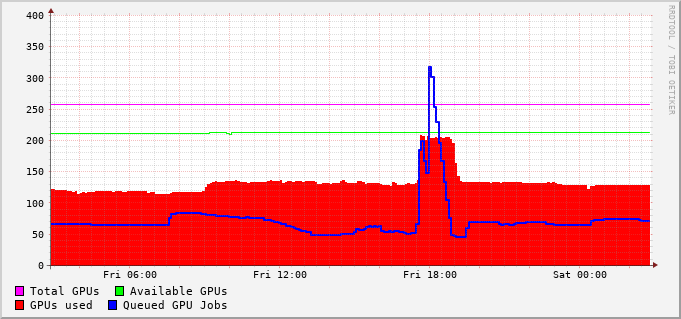 400
350
300
250
200
150
100
50
0
Fri 06:00 Fri 12:00 Fri 18:00 Sat 00:00
Total GPUs Available GPUs
GPUs used Queued GPU Jobs
RRDTOOL / TOBI OETIKER